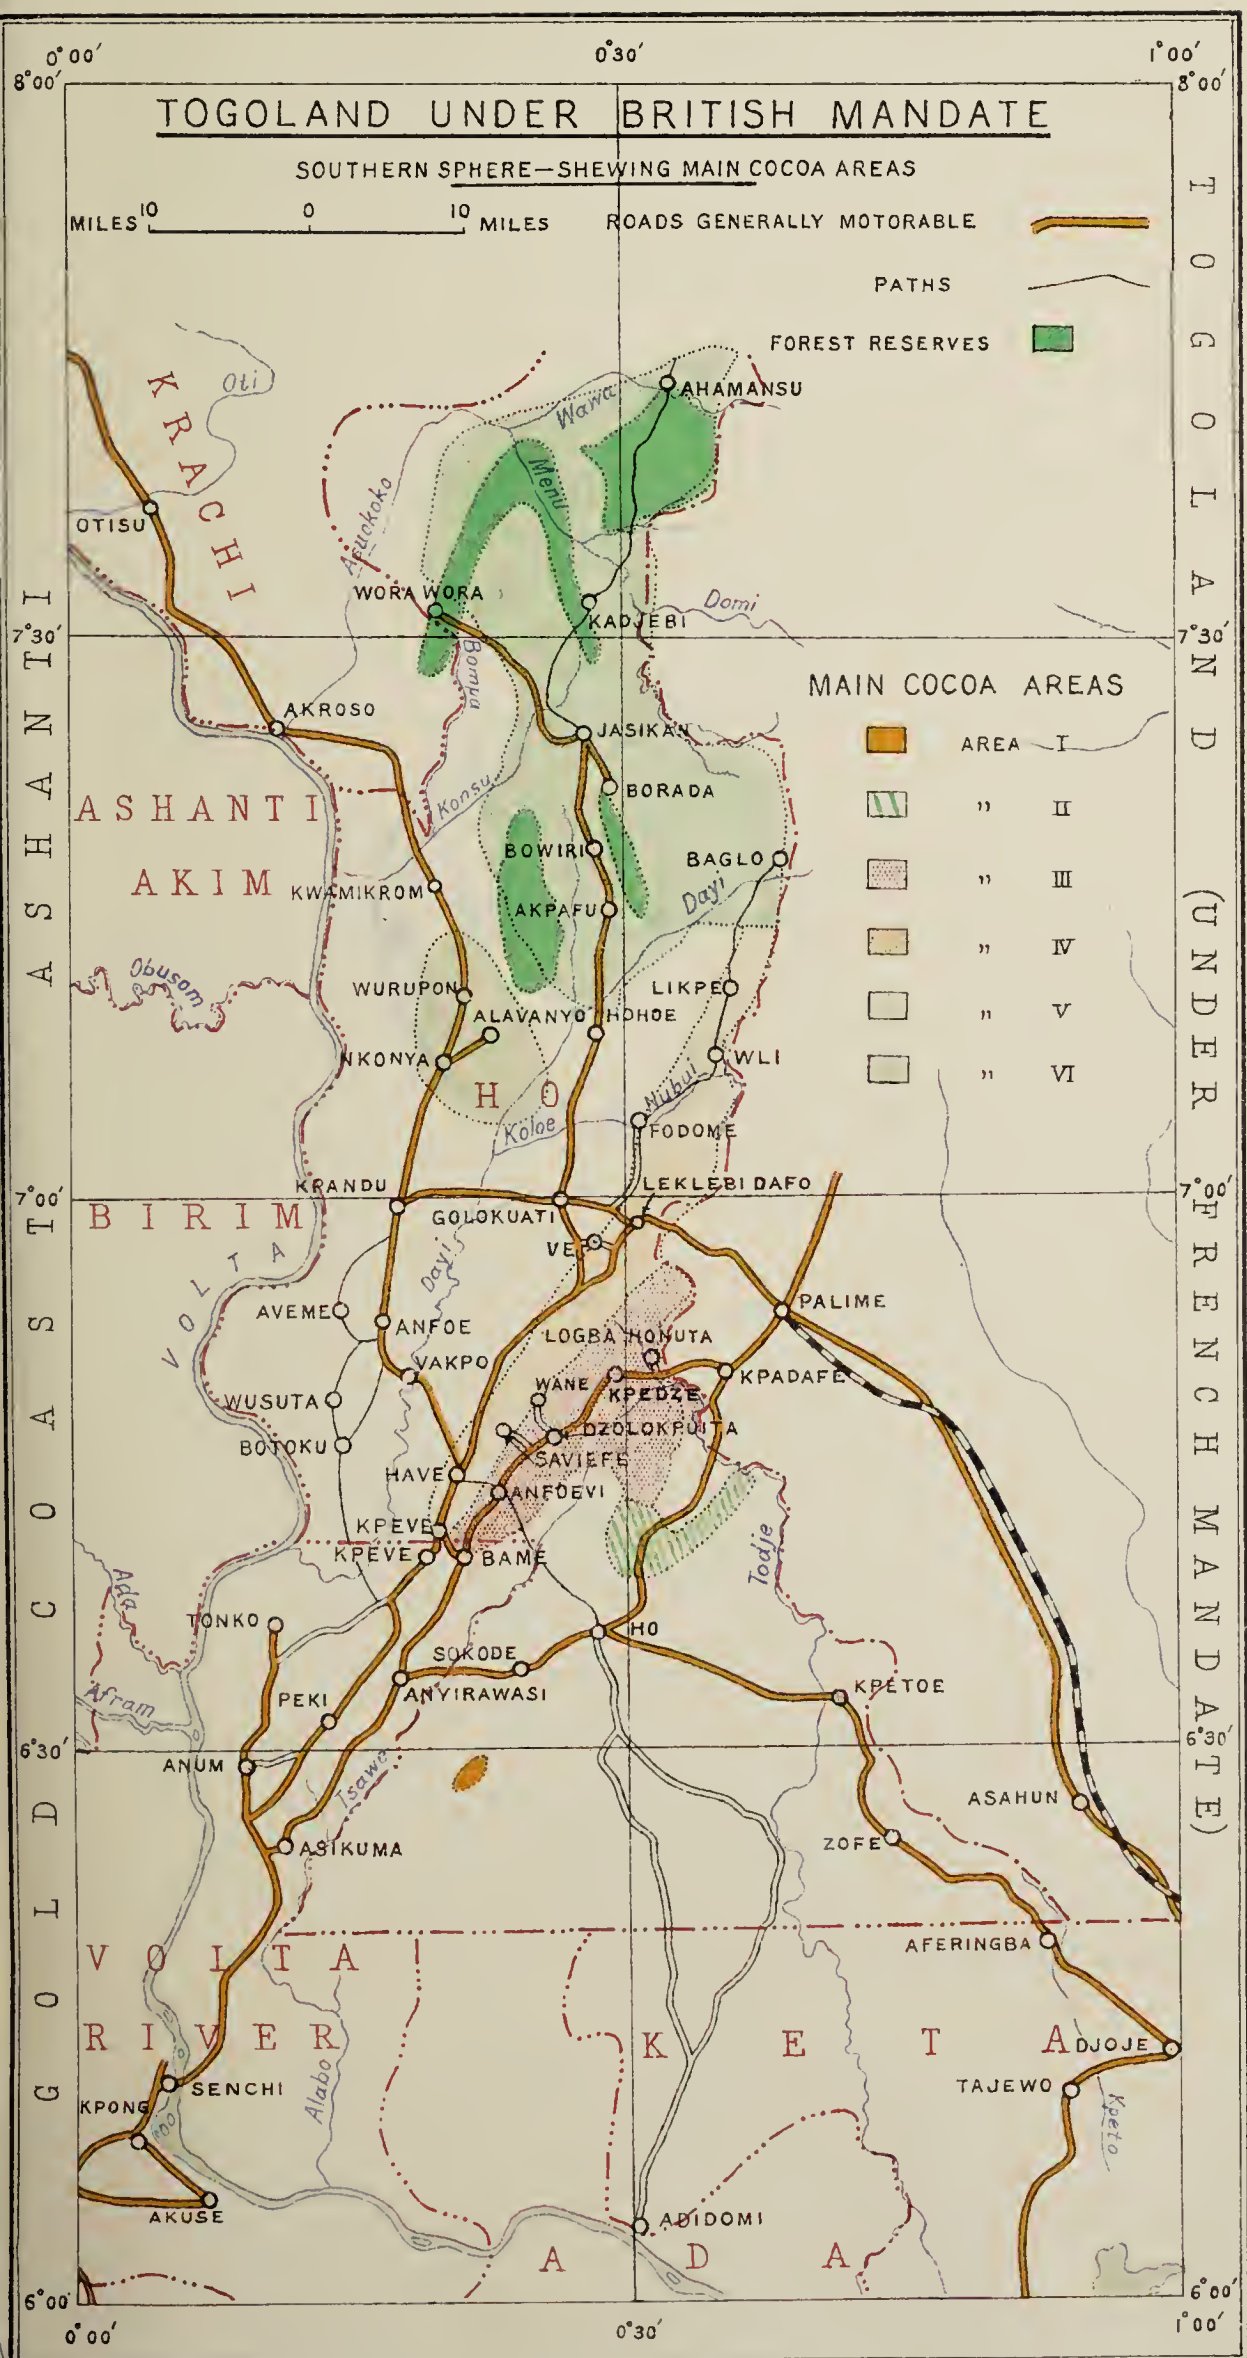 0°00′ 0°30′ 1°00′
8°00′ 8°00′
TOGOLAND UNDER BRITISH MANDATE
SOUTHERN SPHERE—SHEWING MAIN COCOA AREAS
MILES 10 0 10 MILES
ROADS GENERALLY MOTORABLE
PATHS
FOREST RESERVES
TOGOLAND (UNDER FRENCH MANDATE)
GOLD COAST ASHANTI
KRACHI
Oti
AHAMANSU
Wawa
Menu
Asuokoko
OTISU
WORA WORA
KADJEBI
Domi
7°30′ 7°30′
Bomua
MAIN COCOA AREAS
AREA I
" II
" III
" IV
" V
" VI
AKROSO
JASIKAN
Konsu
BORADA
ASHANTI
AKIM
BOWIRI
BAGLO
KWAMIKROM
AKPAFU
Dayi
Obusom
WURUPON
LIKPE
ALAVANYO
HOHOE
NKONYA
WLI
HO
Nubui
Koloe
FODOME
KPANDU
LEKLEBI DAFO
7°00′ 7°00′
BIRIM
GOLOKUATI
VE
VOLTA
Dayi
AVEME
ANFOE
PALIME
LOGBA HONUTA
VAKPO
KPADAFE
WANE
KPEDZE
WUSUTA
DZOLOKPUITA
BOTOKU
SAVIEFE
HAVE
ANFOEVI
KPEVE
KPEVE
BAME
Todje
Ada
TONKO
HO
SOKODE
ANYIRAWASI
KPETOE
Afram
PEKI
6°30′ 6°30′
ANUM
Isawo
ASAHUN
ASIKUMA
ZOFE
VOLTA
RIVER
AFERINGBA
KETA
DJOJE
SENCHI
TAJEWO
Alabo
Kpeto
KPONG
AKUSE
ADIDOMI
ADA
6°00′ 6°00′
0°00′ 0°30′ 1°00′